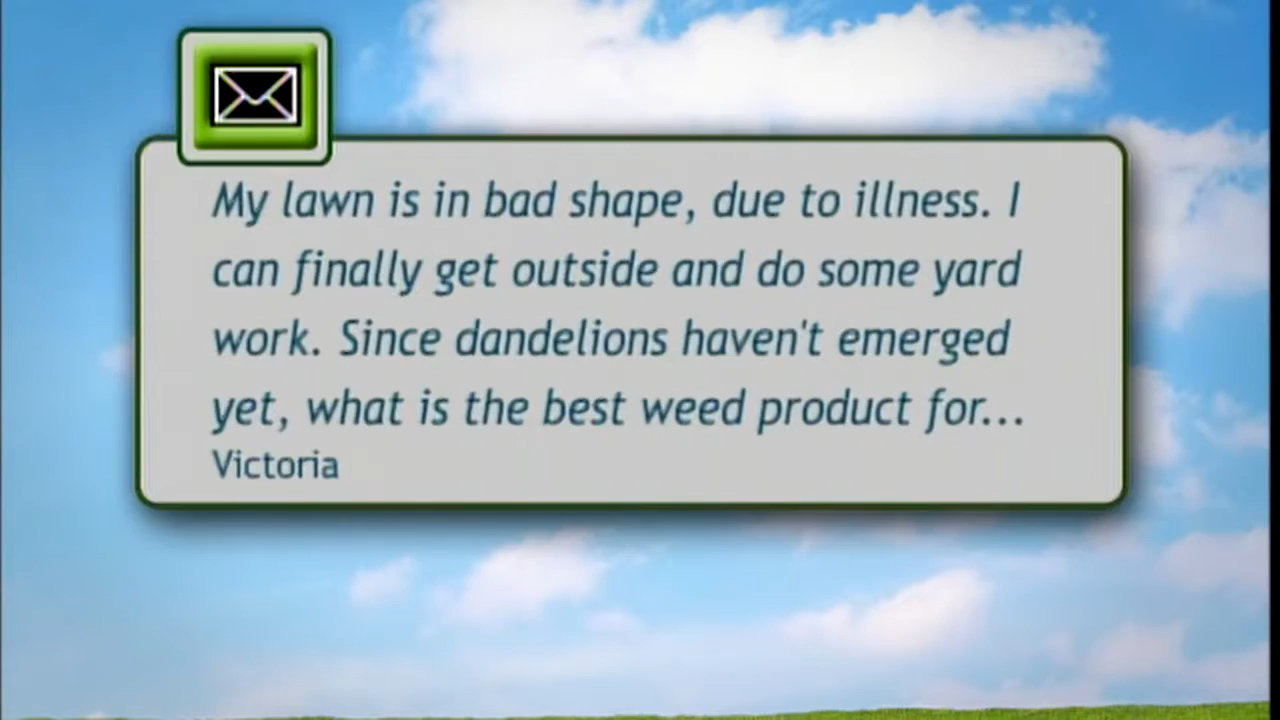 My lawn is in bad shape, due to illness. I
can finally get outside and do some yard
work. Since dandelions haven't emerged
yet, what is the best weed product for...
Victoria